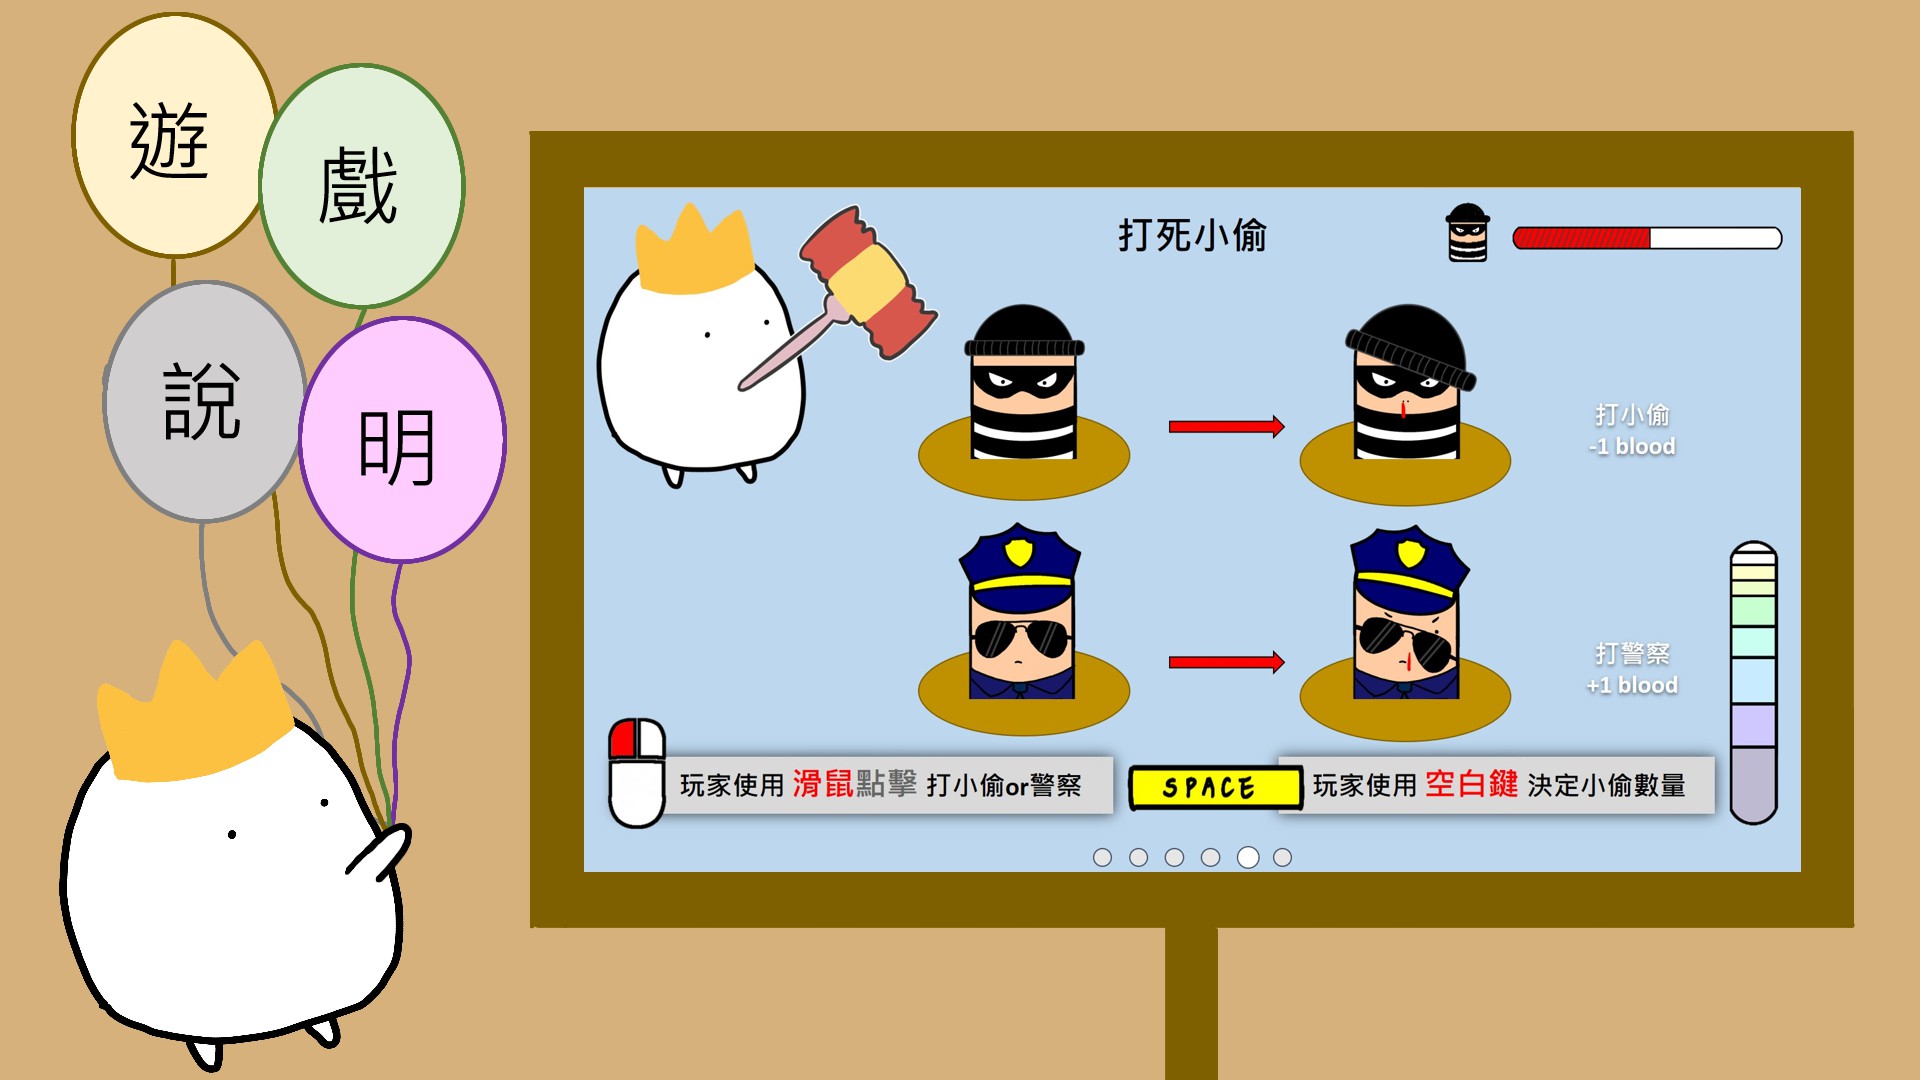 遊戲
說明
打死小偷
打小偷
-1 blood
打警察
+1 blood
玩家使用 滑鼠點擊 打小偷or警察
SPACE
玩家使用 空白鍵 決定小偷數量